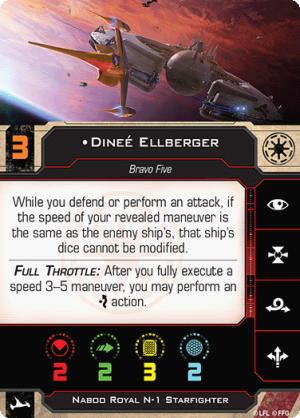 3
•Dineé Ellberger
Bravo Five
While you defend or perform an attack, if
the speed of your revealed maneuver is
the same as the enemy ship's, that ship's
dice cannot be modified.
Full Throttle: After you fully execute a
speed 3–5 maneuver, you may perform an
action.
2 2 3 2
Naboo Royal N-1 Starfighter
©LFL ©FFG